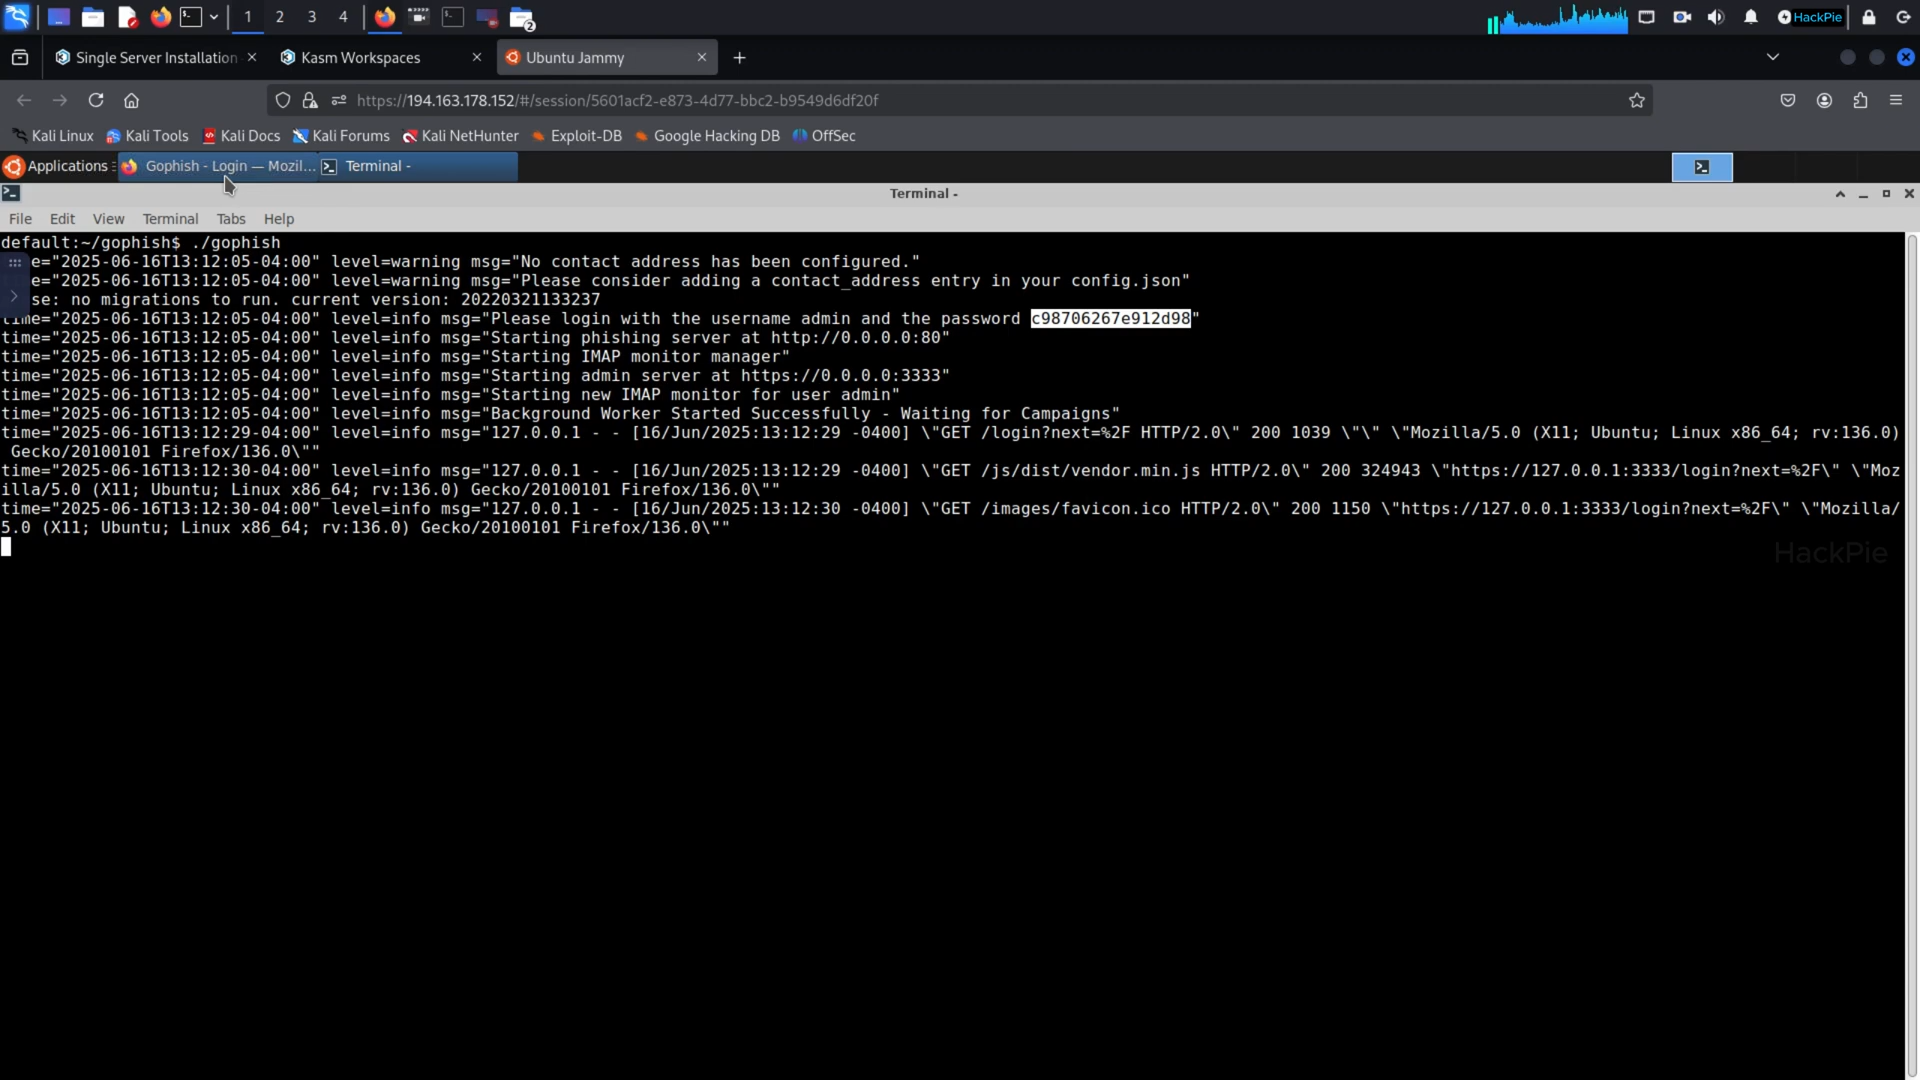 1 2 3 4 2 HackPie
Single Server Installation Kasm Workspaces Ubuntu Jammy
https://194.163.178.152/#/session/5601acf2-e873-4d77-bbc2-b9549d6df20f
Kali Linux Kali Tools Kali Docs Kali Forums Kali NetHunter Exploit-DB Google Hacking DB OffSec
Applications Gophish - Login — Mozil... Terminal -
Terminal -
File Edit View Terminal Tabs Help
default:~/gophish$ ./gophish
e="2025-06-16T13:12:05-04:00" level=warning msg="No contact address has been configured."
e="2025-06-16T13:12:05-04:00" level=warning msg="Please consider adding a contact_address entry in your config.json"
se: no migrations to run. current version: 20220321133237
time="2025-06-16T13:12:05-04:00" level=info msg="Please login with the username admin and the password c98706267e912d98"
time="2025-06-16T13:12:05-04:00" level=info msg="Starting phishing server at http://0.0.0.0:80"
time="2025-06-16T13:12:05-04:00" level=info msg="Starting IMAP monitor manager"
time="2025-06-16T13:12:05-04:00" level=info msg="Starting admin server at https://0.0.0.0:3333"
time="2025-06-16T13:12:05-04:00" level=info msg="Starting new IMAP monitor for user admin"
time="2025-06-16T13:12:05-04:00" level=info msg="Background Worker Started Successfully - Waiting for Campaigns"
time="2025-06-16T13:12:29-04:00" level=info msg="127.0.0.1 - - [16/Jun/2025:13:12:29 -0400] \"GET /login?next=%2F HTTP/2.0\" 200 1039 \"\" \"Mozilla/5.0 (X11; Ubuntu; Linux x86_64; rv:136.0)
Gecko/20100101 Firefox/136.0\""
time="2025-06-16T13:12:30-04:00" level=info msg="127.0.0.1 - - [16/Jun/2025:13:12:29 -0400] \"GET /js/dist/vendor.min.js HTTP/2.0\" 200 324943 \"https://127.0.0.1:3333/login?next=%2F\" \"Moz
illa/5.0 (X11; Ubuntu; Linux x86_64; rv:136.0) Gecko/20100101 Firefox/136.0\""
time="2025-06-16T13:12:30-04:00" level=info msg="127.0.0.1 - - [16/Jun/2025:13:12:30 -0400] \"GET /images/favicon.ico HTTP/2.0\" 200 1150 \"https://127.0.0.1:3333/login?next=%2F\" \"Mozilla/
5.0 (X11; Ubuntu; Linux x86_64; rv:136.0) Gecko/20100101 Firefox/136.0\""
HackPie